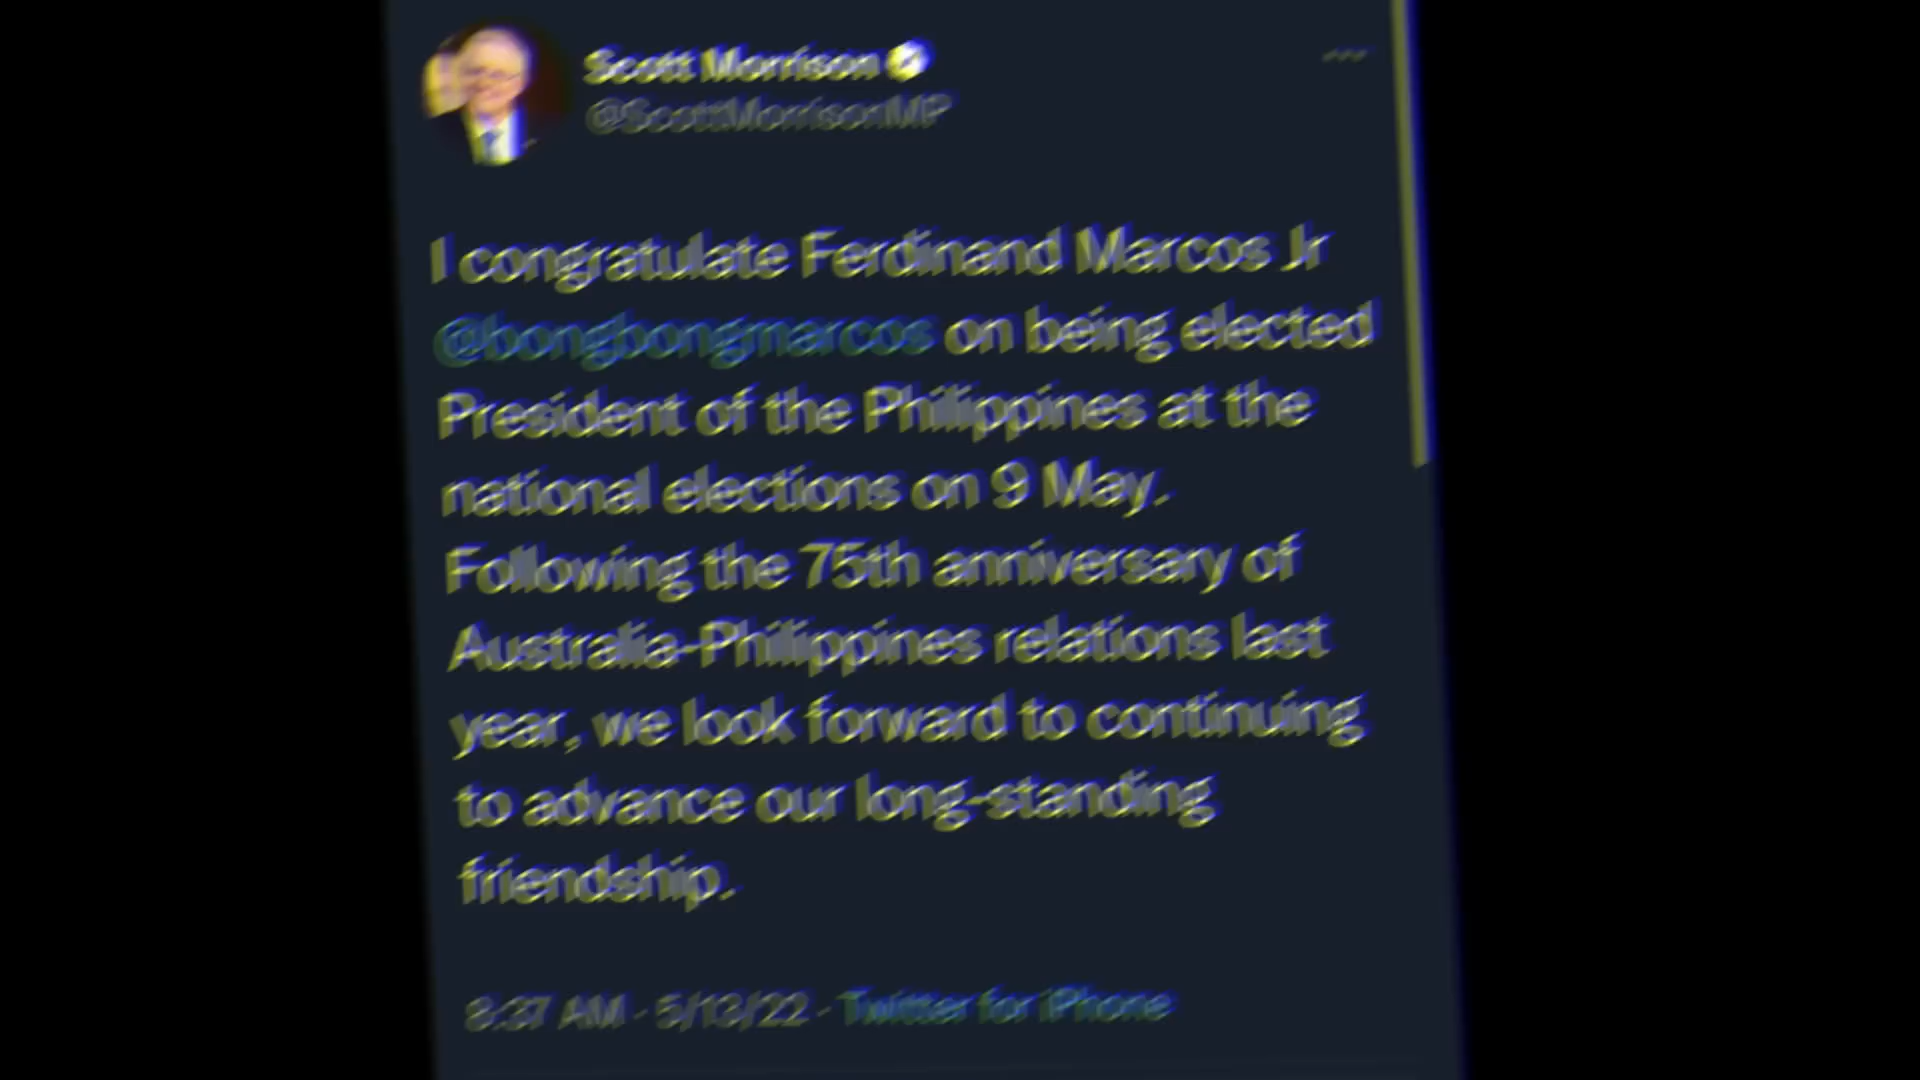 Scott Morrison
@ScottMorrisonMP
I congratulate Ferdinand Marcos Jr
@bongbongmarcos on being elected
President of the Philippines at the
national elections on 9 May.
Following the 75th anniversary of
Australia-Philippines relations last
year, we look forward to continuing
to advance our long-standing
friendship.
8:37 AM · 5/13/22 · Twitter for iPhone